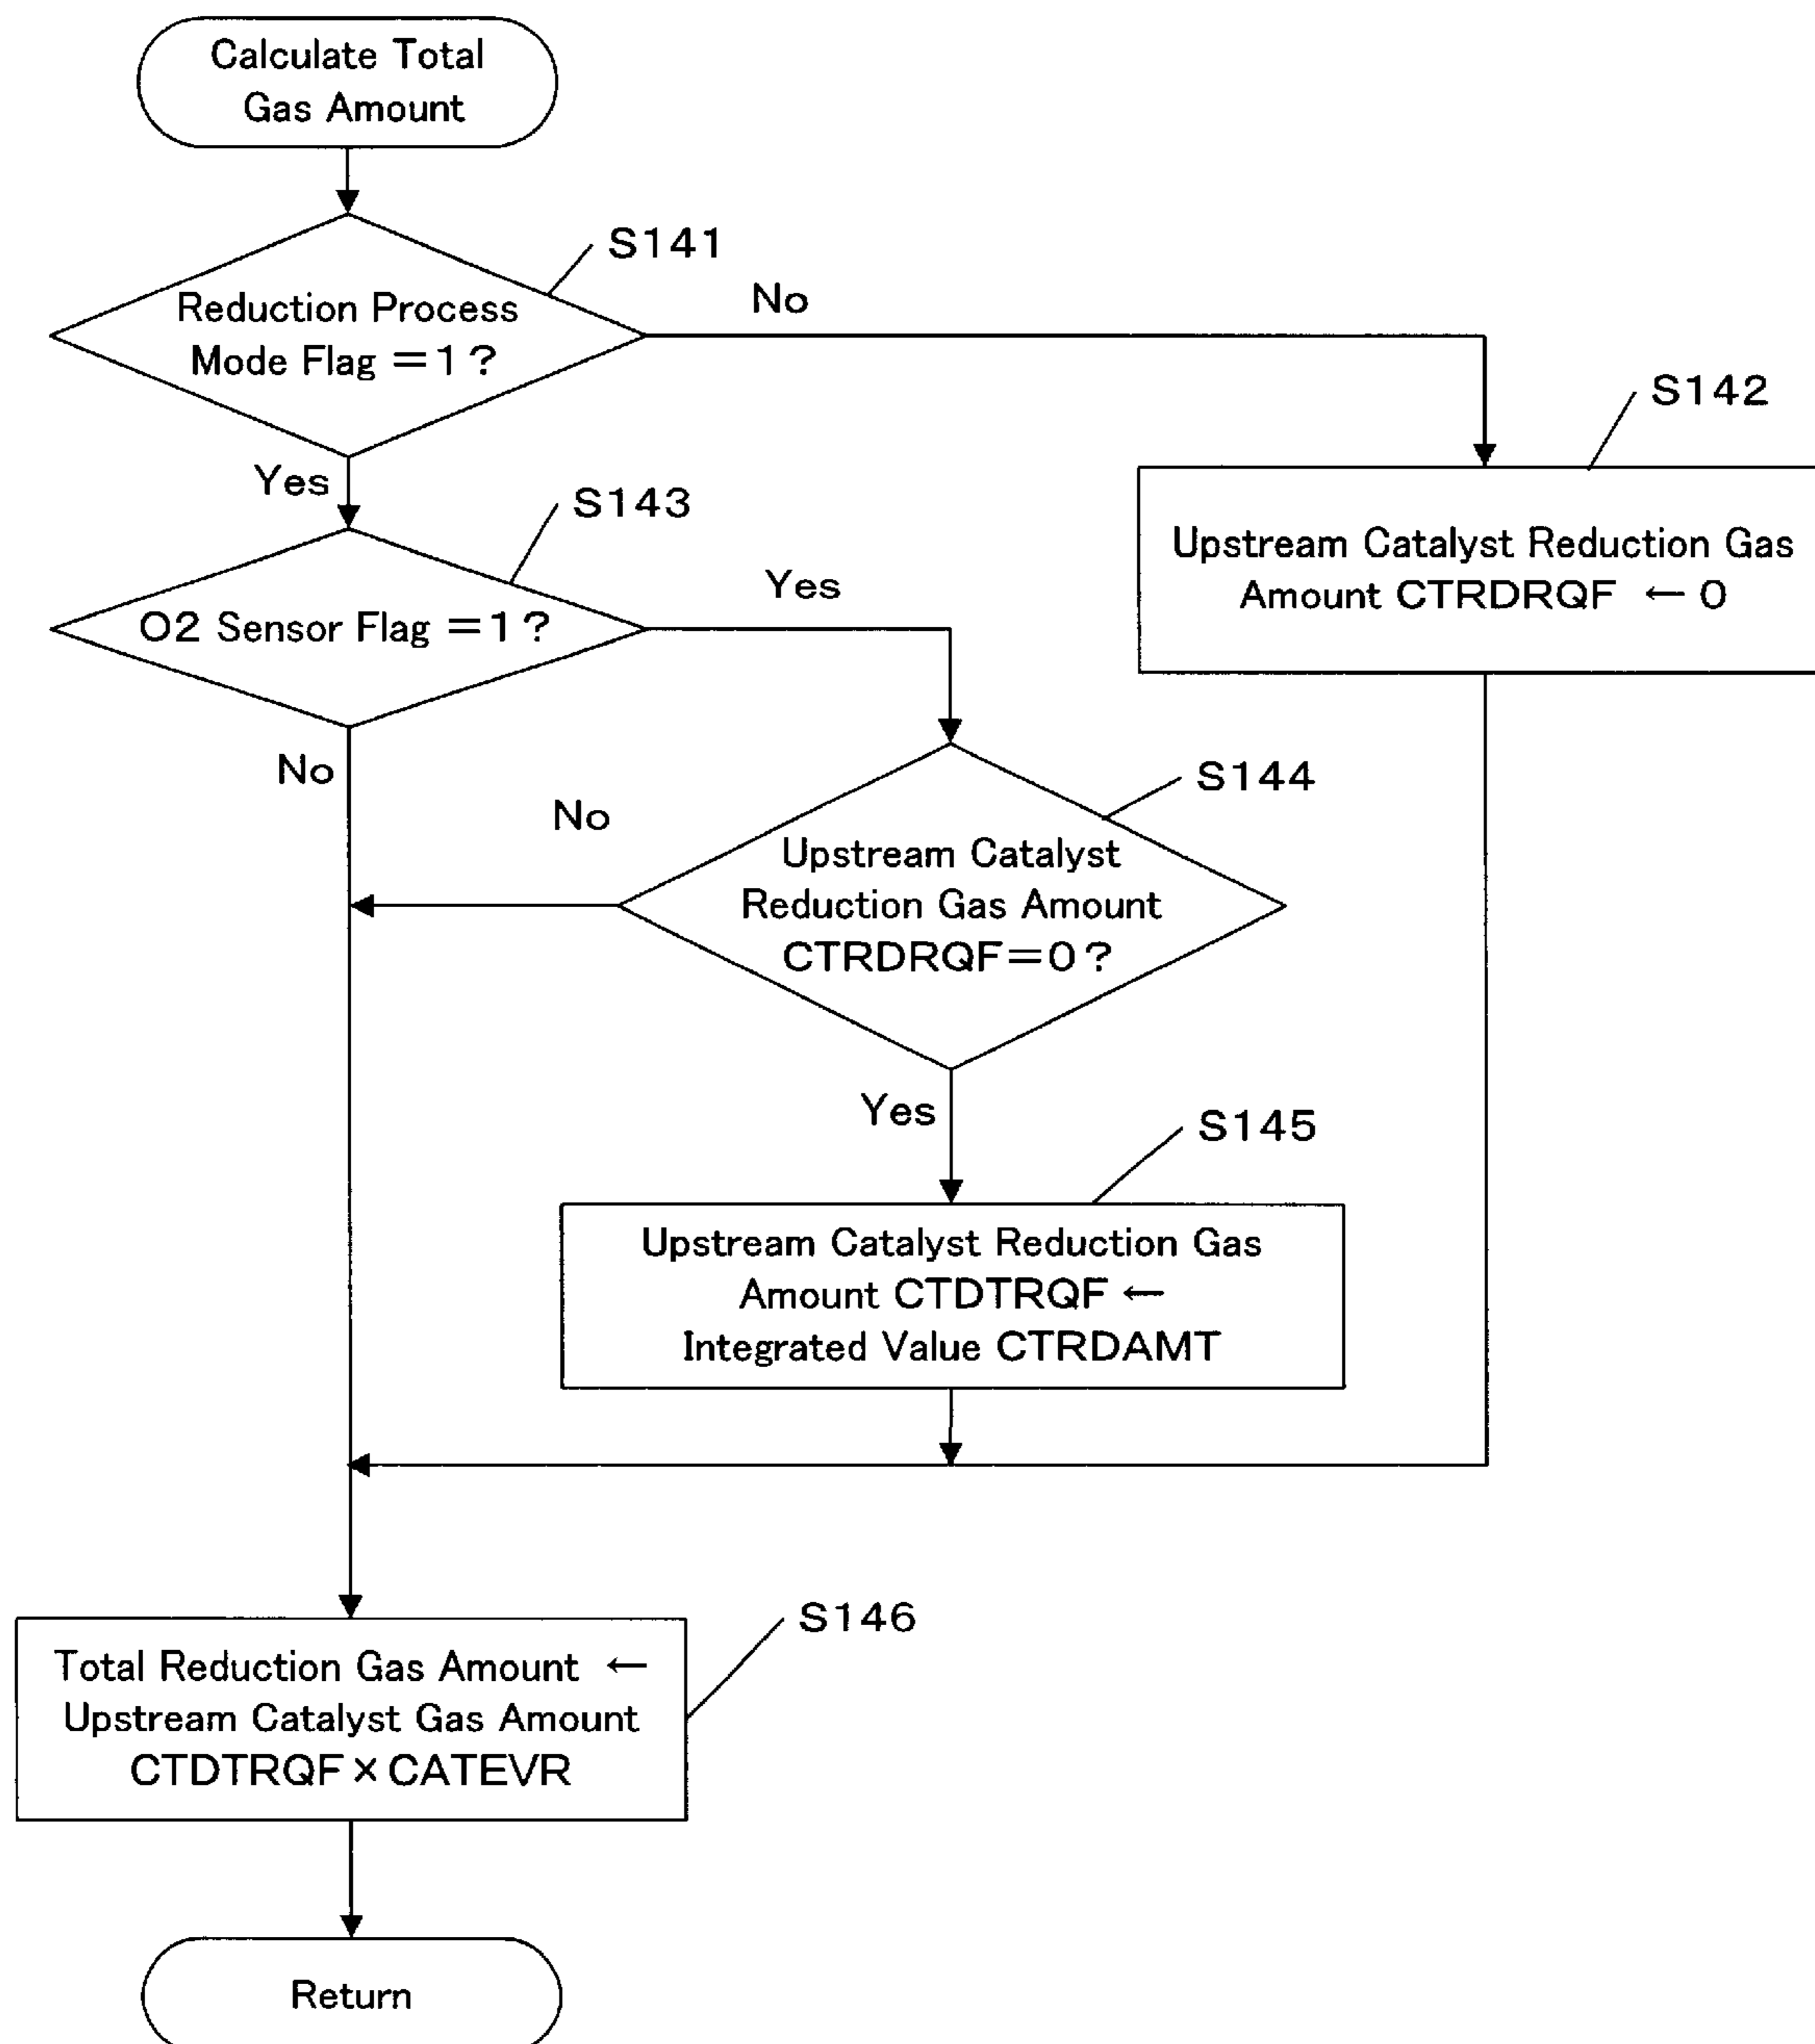 Calculate Total
Gas Amount
S141
Reduction Process
Mode Flag =1?
No
Yes
S142
Upstream Catalyst Reduction Gas
Amount CTRDRQF ← 0
S143
O2 Sensor Flag =1?
Yes
No
S144
No
Upstream Catalyst
Reduction Gas Amount
CTRDRQF=0?
Yes
S145
Upstream Catalyst Reduction Gas
Amount CTDTRQF ←
Integrated Value CTRDAMT
S146
Total Reduction Gas Amount ←
Upstream Catalyst Gas Amount
CTDTRQF×CATEVR
Return